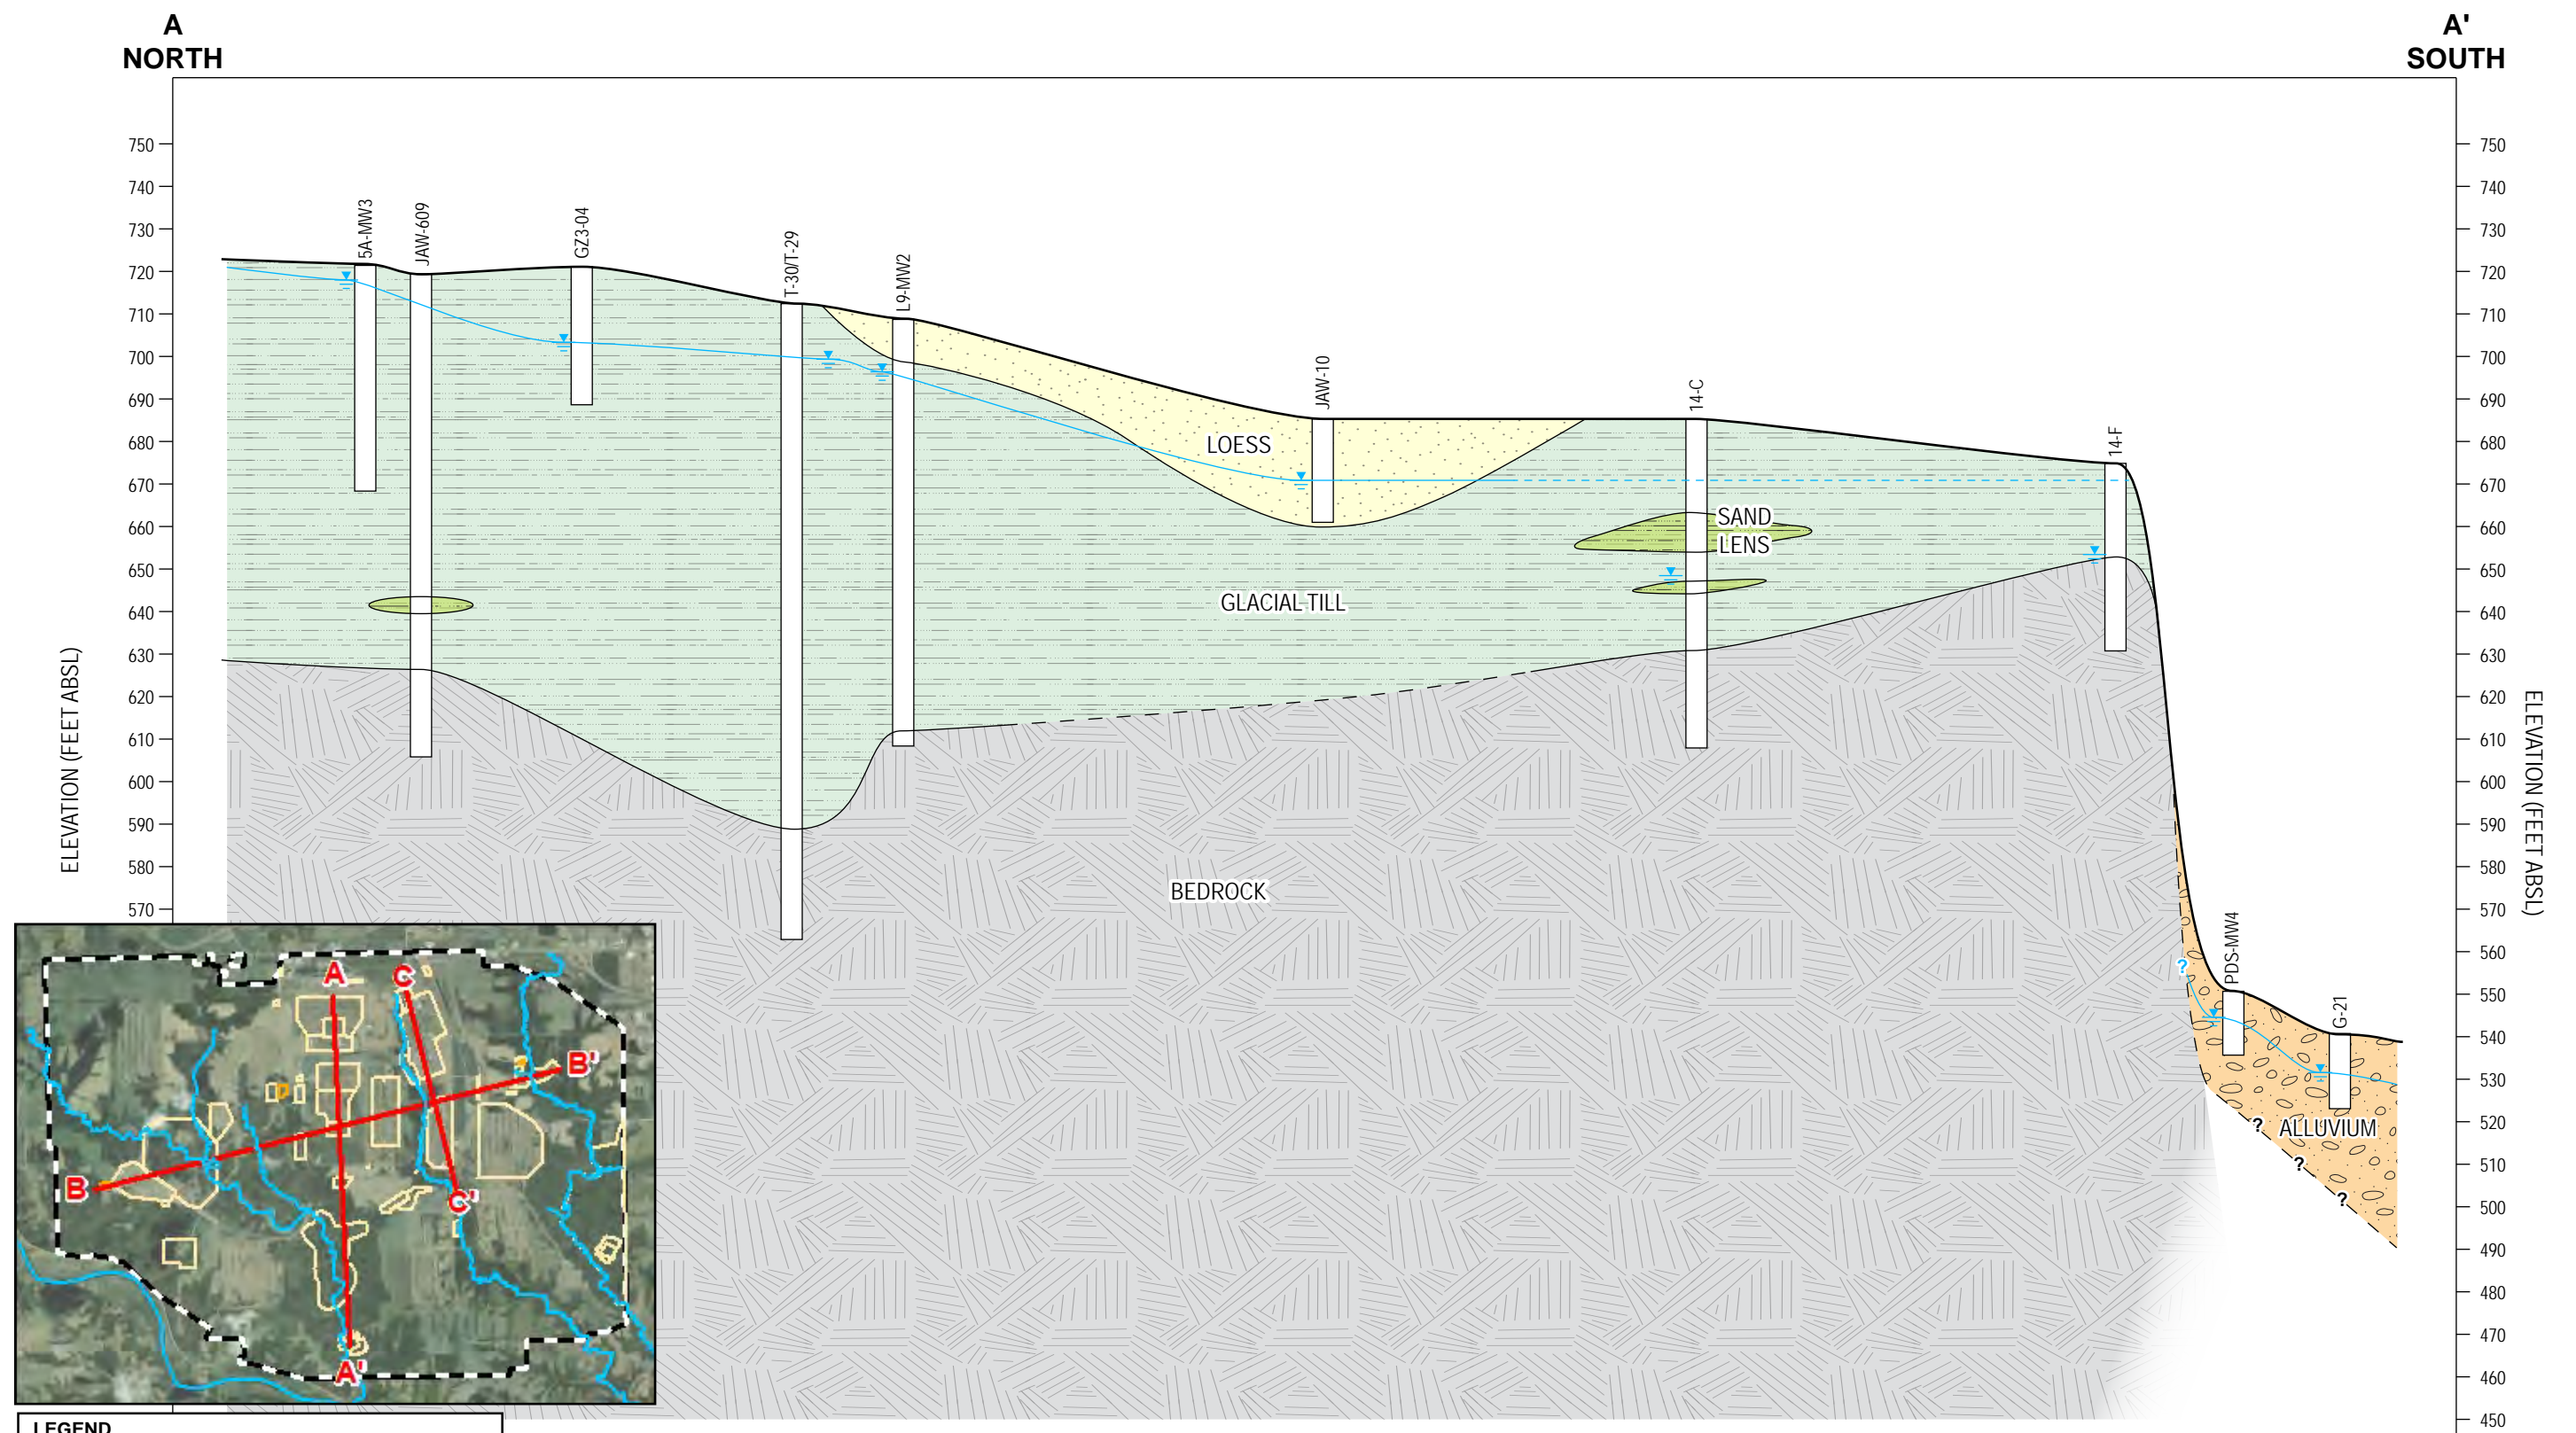 A
NORTH
A'
SOUTH
750
740
730
720
710
700
690
680
670
660
650
640
630
620
610
600
590
580
570
ELEVATION (FEET ABSL)
5A-MW3
JAW-609
GZ3-04
T-30/T-29
L9-MW2
JAW-10
14-C
14-F
PDS-MW4
G-21
LOESS
SAND
LENS
GLACIAL TILL
BEDROCK
?
ALLUVIUM
?
?
?
750
740
730
720
710
700
690
680
670
660
650
640
630
620
610
600
590
580
570
560
550
540
530
520
510
500
490
480
470
460
450
ELEVATION (FEET ABSL)
A
C
B'
B
C'
A'
LEGEND